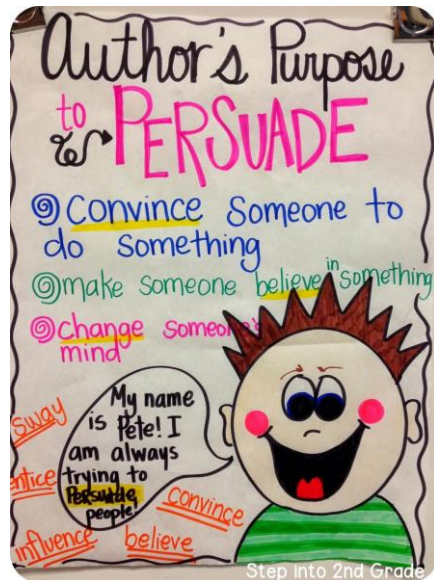 Author's Purpose
to PERSUADE
convince someone to
do something
make someone believe in something
change someone's
mind
My name
is Pete! I
am always
trying to
Persuade
people!
sway
entice
convince
influence
believe
Step Into 2nd Grade